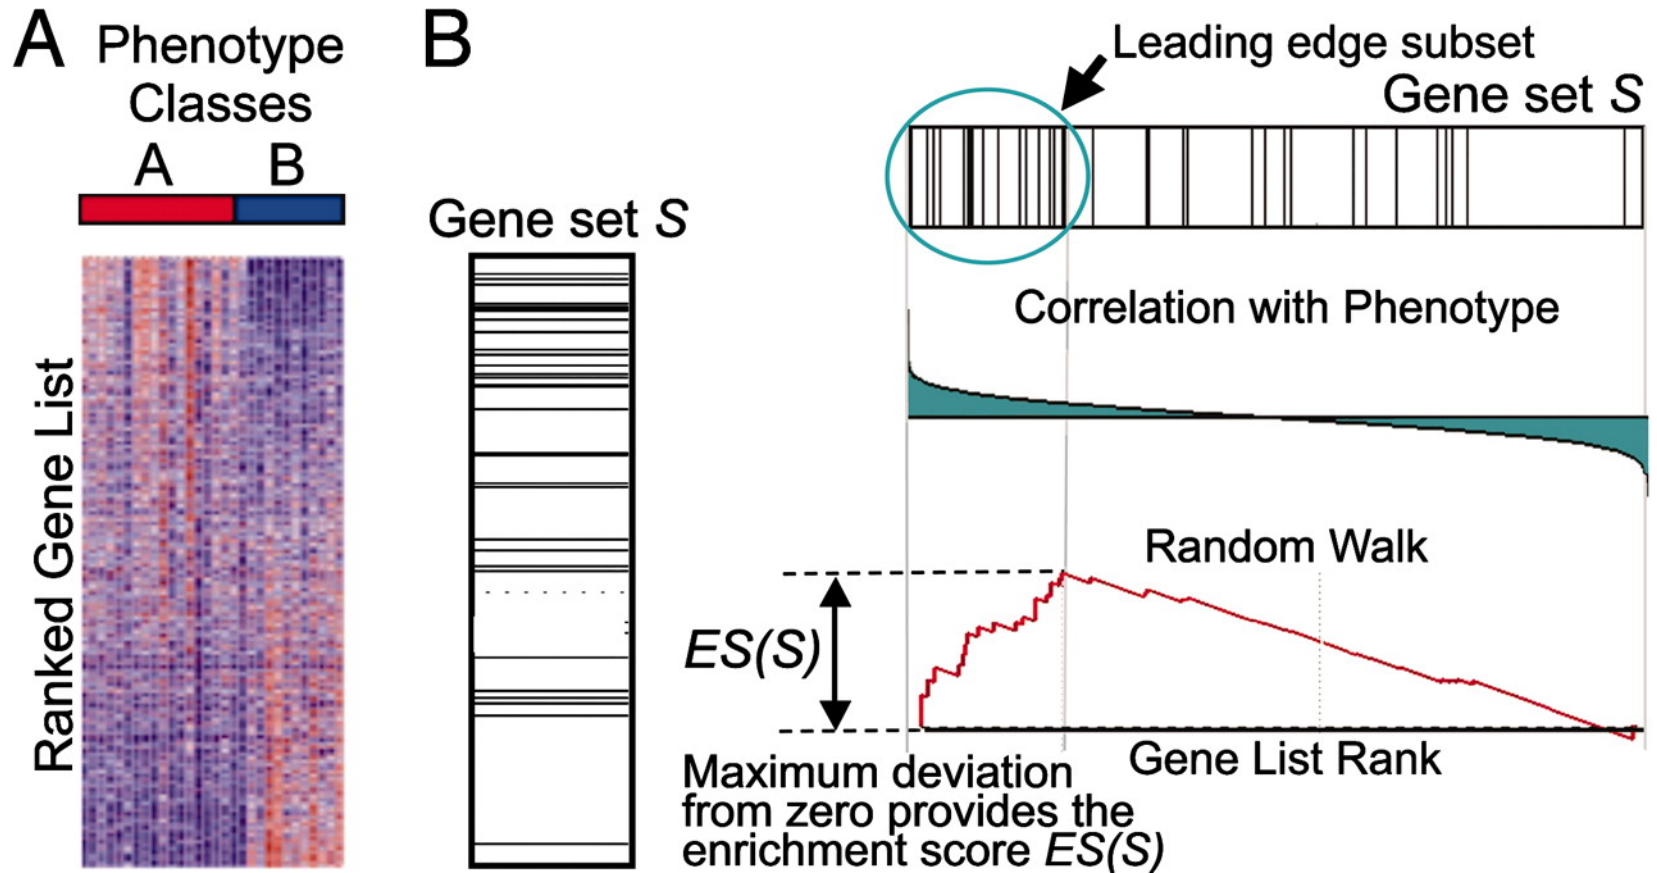 A
Phenotype
Classes
A B
Ranked Gene List
B
Gene set S
Leading edge subset
Gene set S
Correlation with Phenotype
Random Walk
ES(S)
Gene List Rank
Maximum deviation
from zero provides the
enrichment score ES(S)